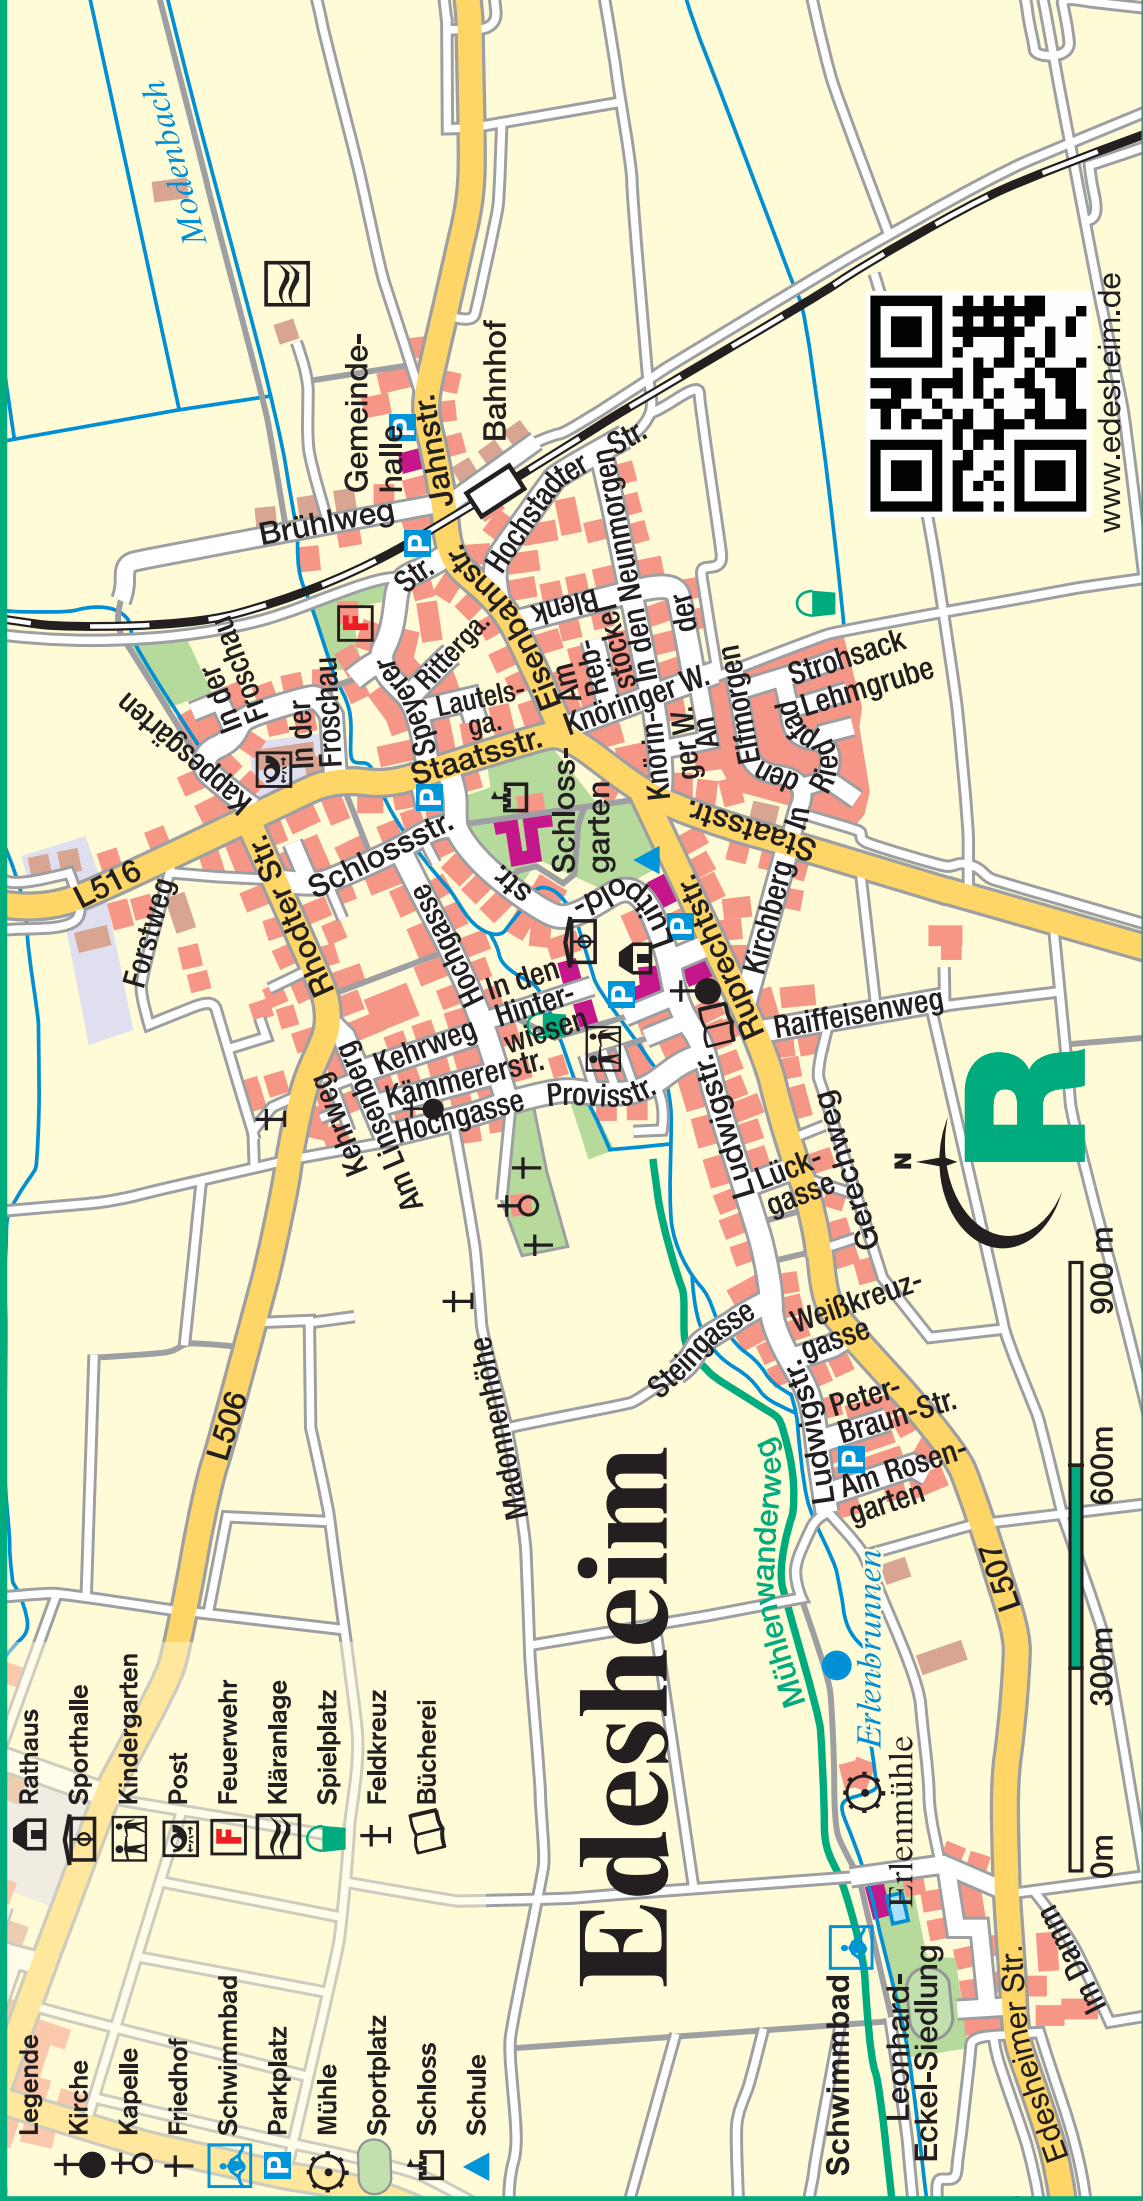 Edesheim
Legende
Kirche
Kapelle
Friedhof
Schwimmbad
Parkplatz
Mühle
Sportplatz
Schloss
Schule
Rathaus
Sporthalle
Kindergarten
Post
Feuerwehr
Kläranlage
Spielplatz
Feldkreuz
Bücherei
P
F
L506
L516
Forstweg
Rhodter Str.
Kappesgärten
In der
Froschau
In der
Froschau
Brühlweg
Modenbach
Gemeinde-
halle
P
Jahnstr.
Bahnhof
P
F
Speyerer
Str.
Ritterga.
Lautels-
ga.
Eisenbahnstr.
Hochstadter
Str.
Blenk
Am
Reb-
stöckel
In den Neunmorgen
Knöringer W.
Knörin-
ger W.
An
der
Elfmorgen
Strohsack
Lehmgrube
In
den
Riegpfad
Staatsstr.
Staatsstr.
P
Schlossstr.
Schloss-
garten
Luitpold-
str.
Hochgasse
In den
Hinter-
wiesen
Kehrweg
Kehrweg
Am Linsenberg
Kämmererstr.
Hochgasse
Provisstr.
P
P
Ruprechtstr.
Kirchberg
Raiffeisenweg
Ludwigstr.
Lück-
gasse
Gerechweg
Madonnenhöhe
Steingasse
Weißkreuz-
gasse
Ludwigstr.
Peter-
Braun-Str.
P
Am Rosen-
garten
Mühlenwanderweg
Erlenbrunnen
Erlenmühle
L507
Schwimmbad
Leonhard-
Eckel-Siedlung
Edesheimer Str.
Im Damm
0m
300m
600m
900 m
N
R
www.edesheim.de